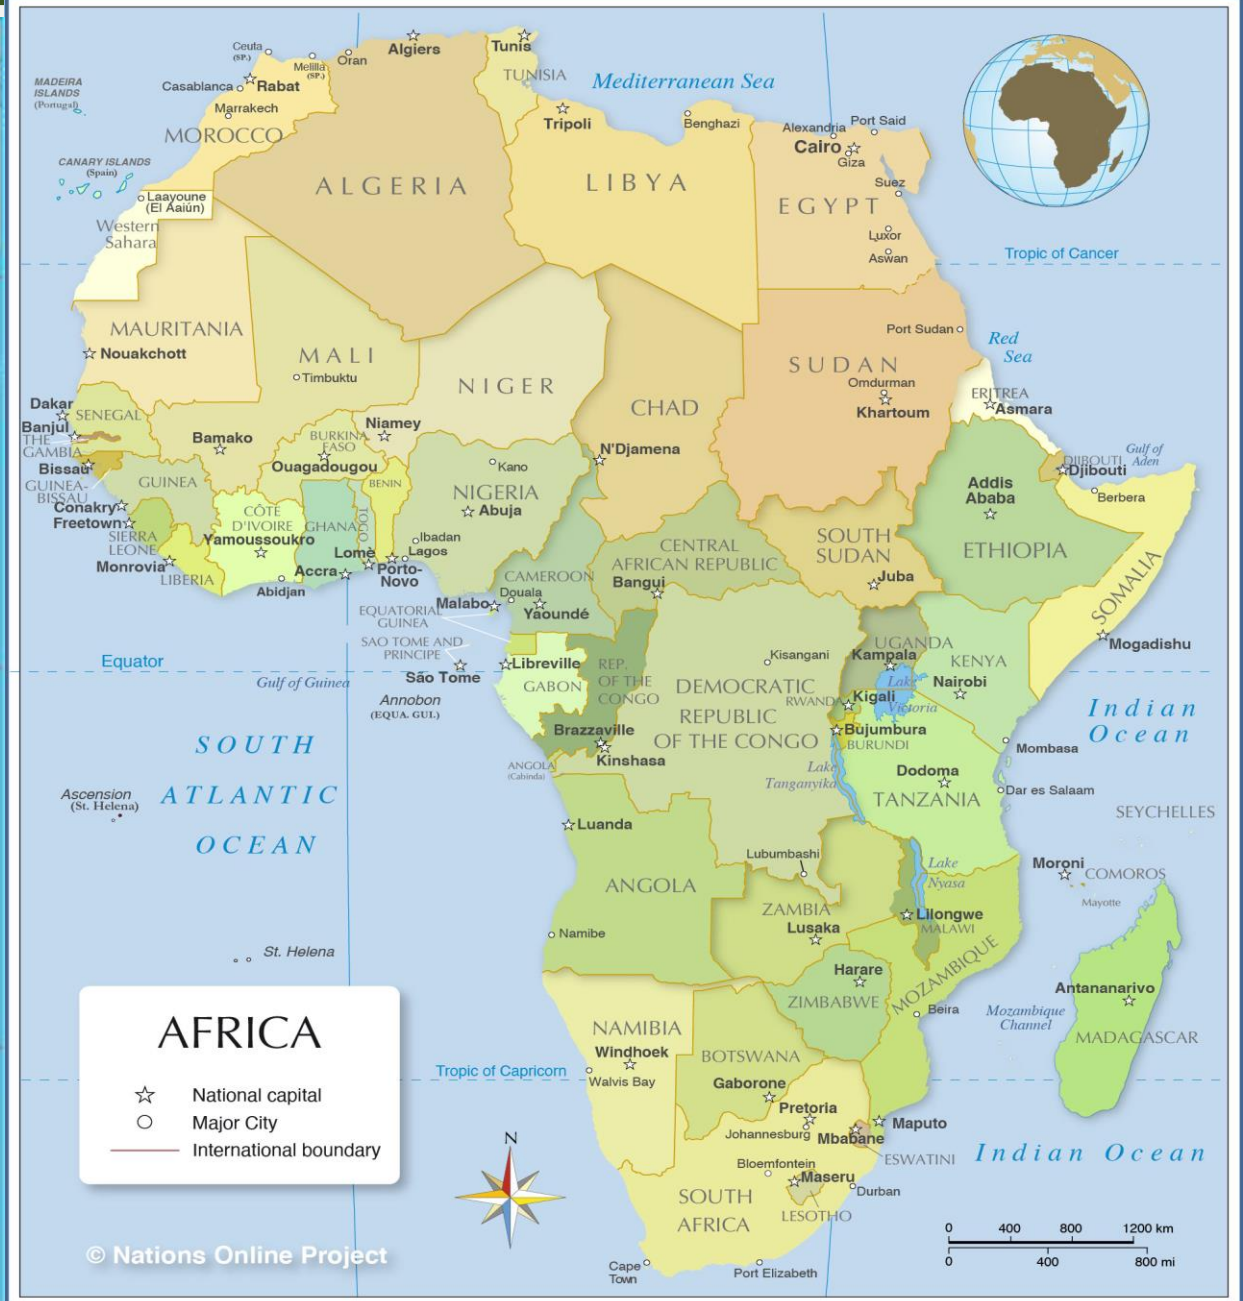 Ceuta
(SP.)
Melilla
(SP.)
Oran
Algiers
Tunis
TUNISIA
Mediterranean Sea
MADEIRA
ISLANDS
(Portugal)
Casablanca
Rabat
Marrakech
MOROCCO
Tripoli
Benghazi
Alexandria
Port Said
Cairo
Giza
Suez
CANARY ISLANDS
(Spain)
Laayoune
(El Aaiún)
Western
Sahara
ALGERIA
LIBYA
EGYPT
Luxor
Aswan
Tropic of Cancer
MAURITANIA
Nouakchott
MALI
Timbuktu
NIGER
CHAD
SUDAN
Port Sudan
Omdurman
Khartoum
Red
Sea
ERITREA
Asmara
Dakar
SENEGAL
Banjul
THE
GAMBIA
Bissau
GUINEA-
BISSAU
Bamako
BURKINA
FASO
Ouagadougou
Niamey
N'Djamena
DJIBOUTI
Djibouti
Gulf of
Aden
Berbera
GUINEA
Conakry
Freetown
SIERRA
LEONE
Monrovia
LIBERIA
CÔTE
D'IVOIRE
Yamoussoukro
Abidjan
GHANA
Accra
TOGO
Lomè
BENIN
Porto-
Novo
Kano
NIGERIA
Abuja
Ibadan
Lagos
CENTRAL
AFRICAN REPUBLIC
Bangui
SOUTH
SUDAN
Juba
Addis
Ababa
ETHIOPIA
SOMALIA
Mogadishu
CAMEROON
Douala
Yaoundé
Malabo
EQUATORIAL
GUINEA
SAO TOME AND
PRINCIPE
São Tome
Libreville
GABON
REP.
OF THE
CONGO
Brazzaville
Kinshasa
Kisangani
DEMOCRATIC
REPUBLIC
OF THE CONGO
UGANDA
Kampala
KENYA
Nairobi
Lake
Victoria
RWANDA
Kigali
Bujumbura
BURUNDI
Equator
Gulf of Guinea
Annobon
(EQUA. GUI.)
Indian
Ocean
Mombasa
SOUTH
ATLANTIC
OCEAN
Ascension
(St. Helena)
ANGOLA
(Cabinda)
Lake
Tanganyika
Dodoma
TANZANIA
Dar es Salaam
SEYCHELLES
Luanda
ANGOLA
Namibe
Lubumbashi
Lake
Nyasa
Moroni
COMOROS
Mayotte
ZAMBIA
Lusaka
Lilongwe
MALAWI
St. Helena
Harare
ZIMBABWE
MOZAMBIQUE
Beira
Mozambique
Channel
Antananarivo
MADAGASCAR
NAMIBIA
Windhoek
Walvis Bay
BOTSWANA
Gaborone
Tropic of Capricorn
Pretoria
Johannesburg
Mbabane
Maputo
ESWATINI
Bloemfontein
Maseru
Durban
LESOTHO
SOUTH
AFRICA
Cape
Town
Port Elizabeth
Indian Ocean
AFRICA
National capital
Major City
International boundary
N
© Nations Online Project
0 400 800 1200 km
0 400 800 mi